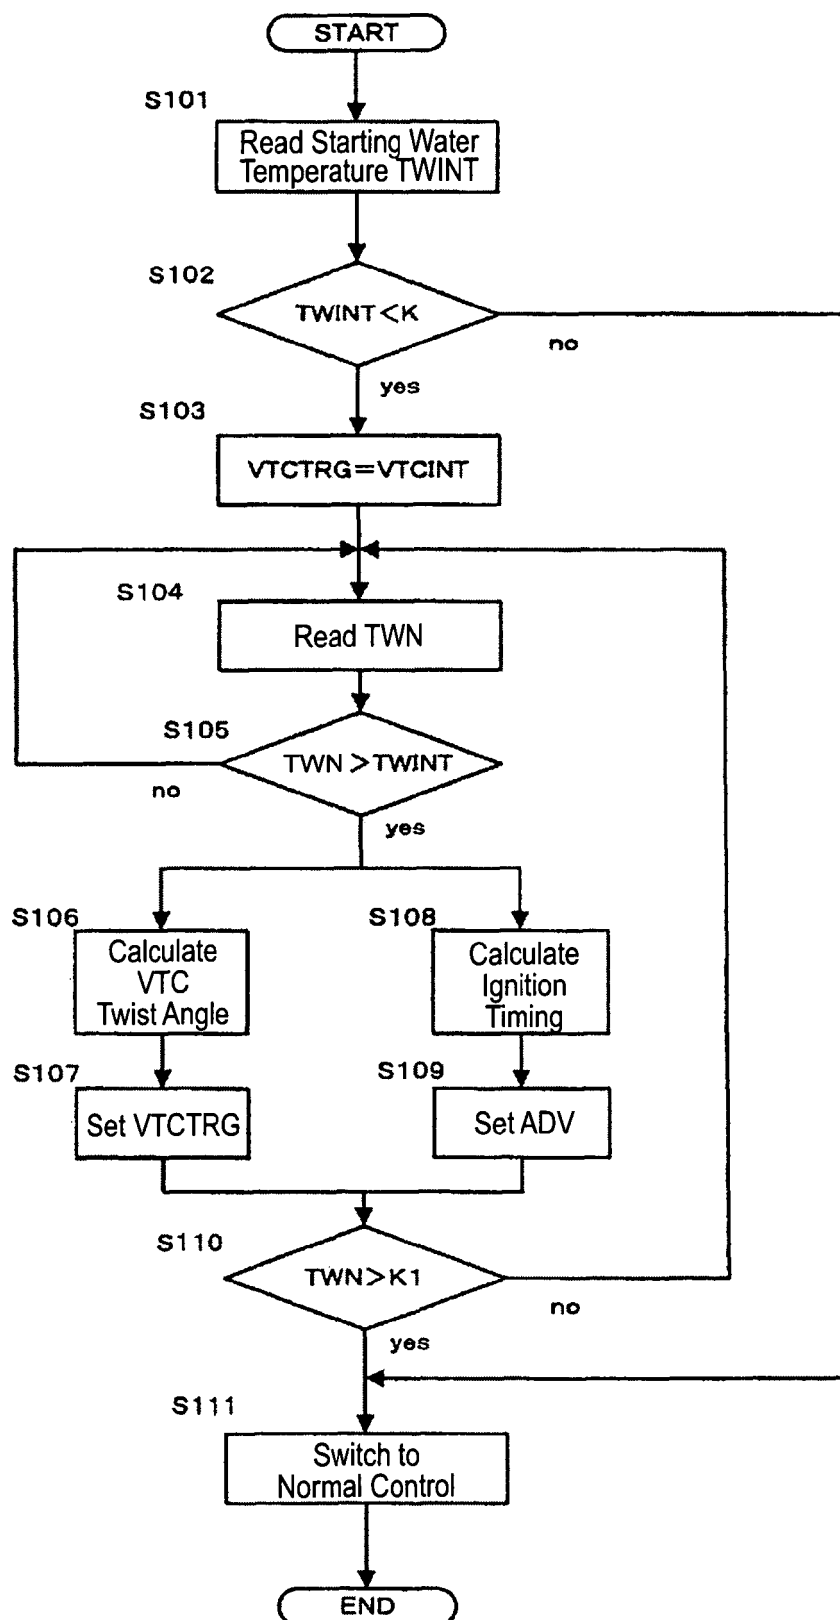 START
S101
Read Starting Water
Temperature TWINT
S102
TWINT<K
no
yes
S103
VTCTRG=VTCINT
S104
Read TWN
S105
TWN>TWINT
no
yes
S106
Calculate
VTC
Twist Angle
S108
Calculate
Ignition
Timing
S107
Set VTCTRG
S109
Set ADV
S110
TWN>K1
no
yes
S111
Switch to
Normal Control
END